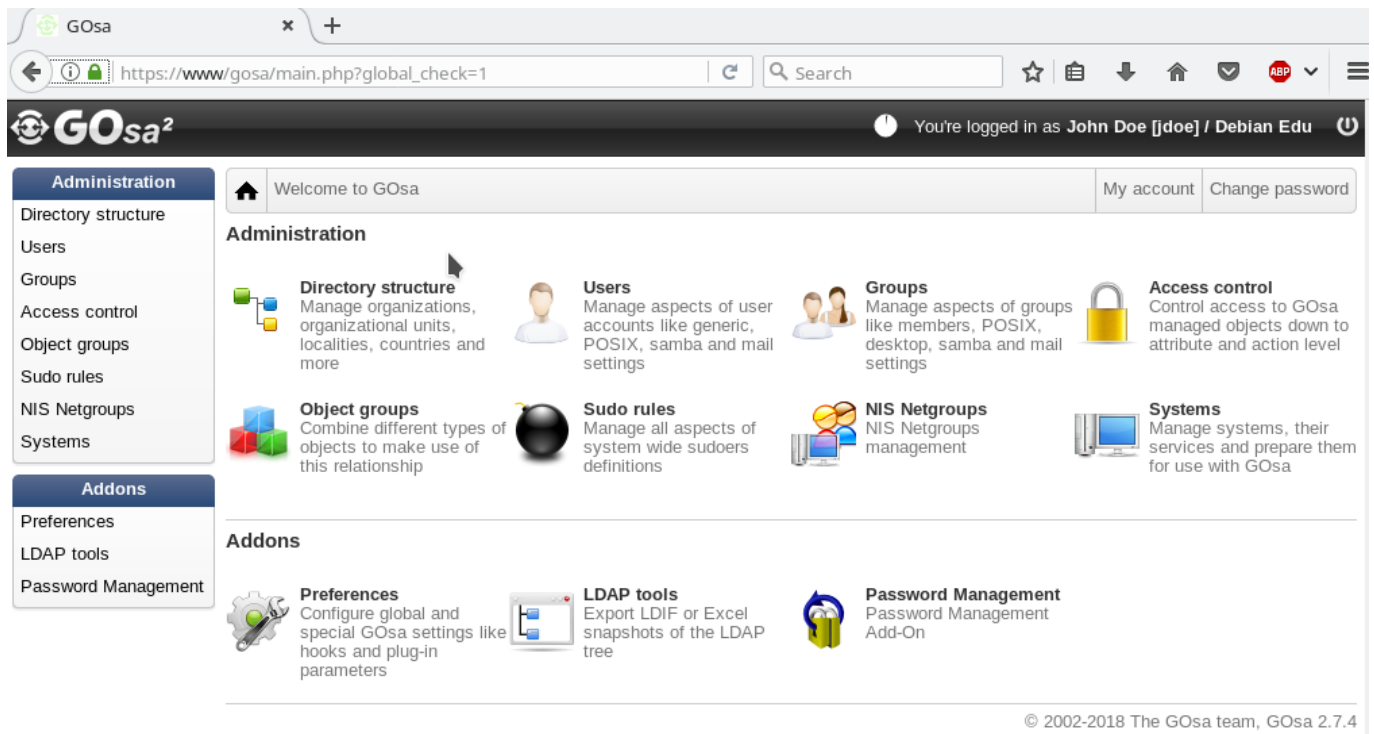 GOsa
https://www/gosa/main.php?global_check=1
Search
ABP
GOsa²
You're logged in as John Doe [jdoe] / Debian Edu
Administration
Directory structure
Users
Groups
Access control
Object groups
Sudo rules
NIS Netgroups
Systems
Addons
Preferences
LDAP tools
Password Management
Welcome to GOsa
My account
Change password
Administration
Directory structure
Manage organizations,
organizational units,
localities, countries and
more
Users
Manage aspects of user
accounts like generic,
POSIX, samba and mail
settings
Groups
Manage aspects of groups
like members, POSIX,
desktop, samba and mail
settings
Access control
Control access to GOsa
managed objects down to
attribute and action level
Object groups
Combine different types of
objects to make use of
this relationship
Sudo rules
Manage all aspects of
system wide sudoers
definitions
NIS Netgroups
NIS Netgroups
management
Systems
Manage systems, their
services and prepare them
for use with GOsa
Addons
Preferences
Configure global and
special GOsa settings like
hooks and plug-in
parameters
LDAP tools
Export LDIF or Excel
snapshots of the LDAP
tree
Password Management
Password Management
Add-On
© 2002-2018 The GOsa team, GOsa 2.7.4